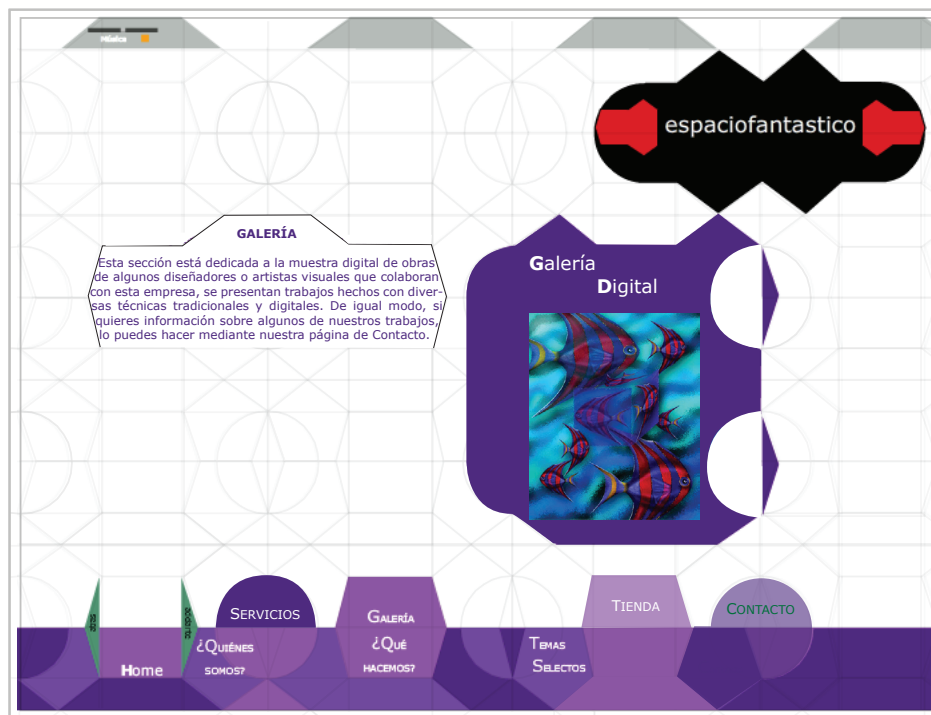 Música
espaciofantastico
GALERÍA
Esta sección está dedicada a la muestra digital de obras
de algunos diseñadores o artistas visuales que colaboran
con esta empresa, se presentan trabajos hechos con diver-
sas técnicas tradicionales y digitales. De igual modo, si
quieres información sobre algunos de nuestros trabajos,
lo puedes hacer mediante nuestra página de Contacto.
Galería
Digital
SERVICIOS
GALERÍA
TIENDA
CONTACTO
¿QUIÉNES
SOMOS?
¿QUÉ
HACEMOS?
TEMAS
SELECTOS
Home